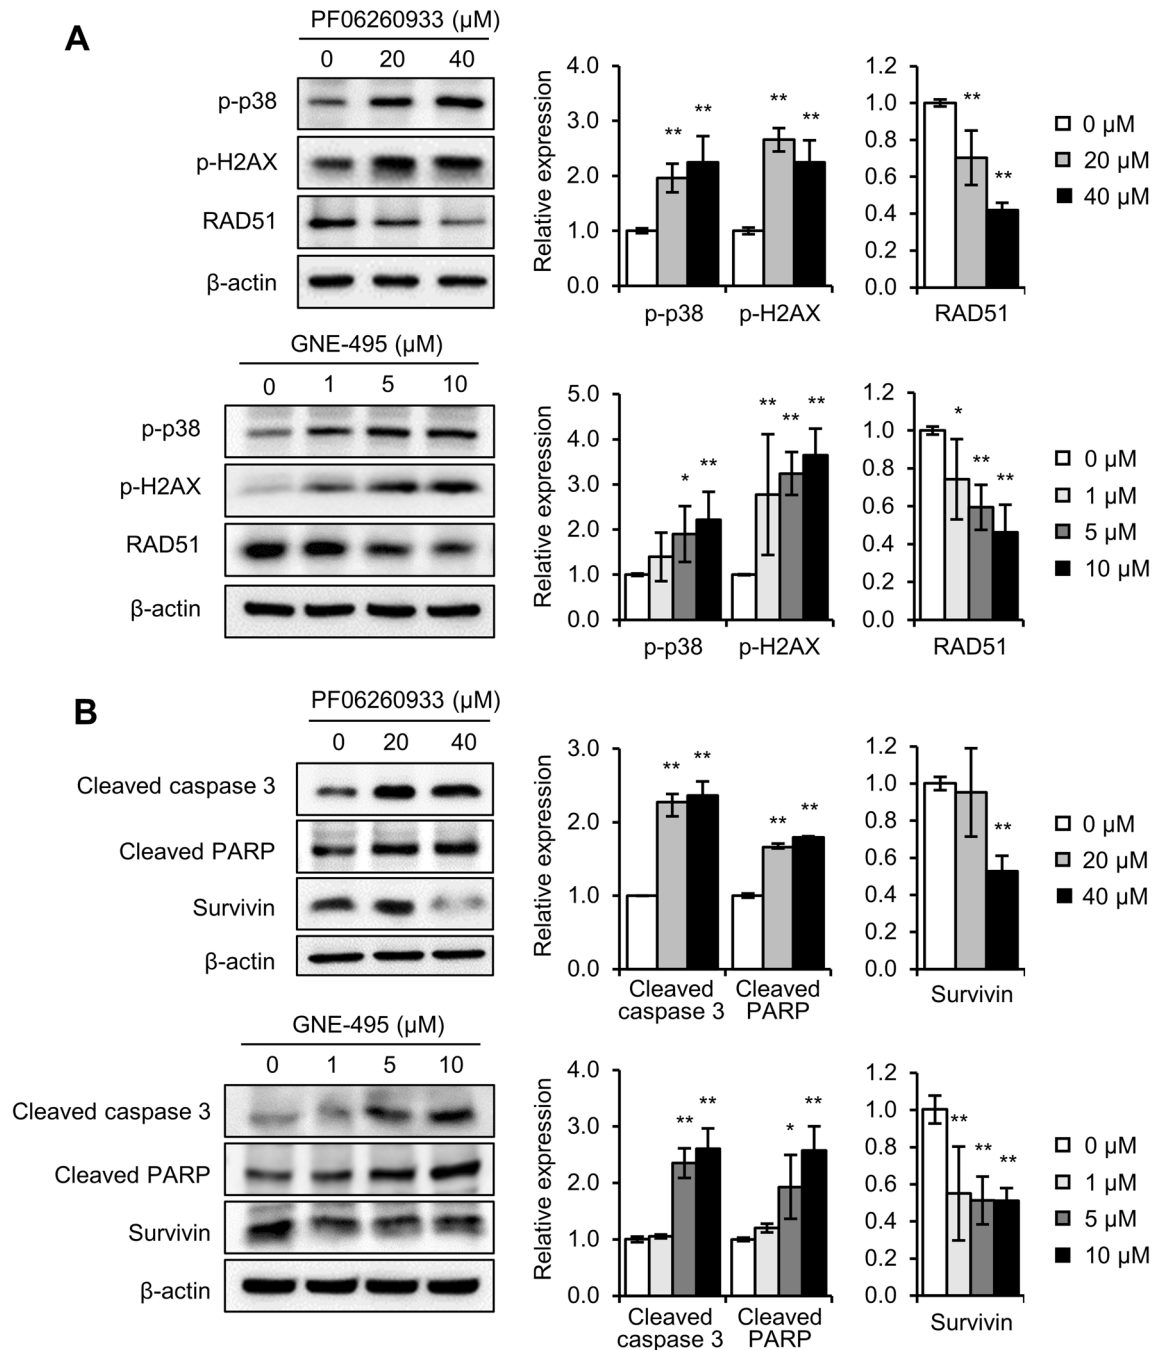 A
PF06260933 (µM)
0 20 40
p-p38
p-H2AX
RAD51
β-actin
Relative expression
4.0
3.0
2.0
1.0
0.0
** ** ** **
p-p38 p-H2AX
1.2
1.0
0.8
0.6
0.4
0.2
0.0
** **
RAD51
0 µM
20 µM
40 µM
GNE-495 (µM)
0 1 5 10
p-p38
p-H2AX
RAD51
β-actin
Relative expression
5.0
4.0
3.0
2.0
1.0
0.0
* ** ** ** **
p-p38 p-H2AX
1.2
1.0
0.8
0.6
0.4
0.2
0.0
* ** **
RAD51
0 µM
1 µM
5 µM
10 µM
B
PF06260933 (µM)
0 20 40
Cleaved caspase 3
Cleaved PARP
Survivin
β-actin
Relative expression
3.0
2.0
1.0
0.0
** ** ** **
Cleaved Cleaved
caspase 3 PARP
1.2
1.0
0.8
0.6
0.4
0.2
0.0
**
Survivin
0 µM
20 µM
40 µM
GNE-495 (µM)
0 1 5 10
Cleaved caspase 3
Cleaved PARP
Survivin
β-actin
Relative expression
4.0
3.0
2.0
1.0
0.0
** ** * **
Cleaved Cleaved
caspase 3 PARP
1.2
1.0
0.8
0.6
0.4
0.2
0.0
** ** **
Survivin
0 µM
1 µM
5 µM
10 µM